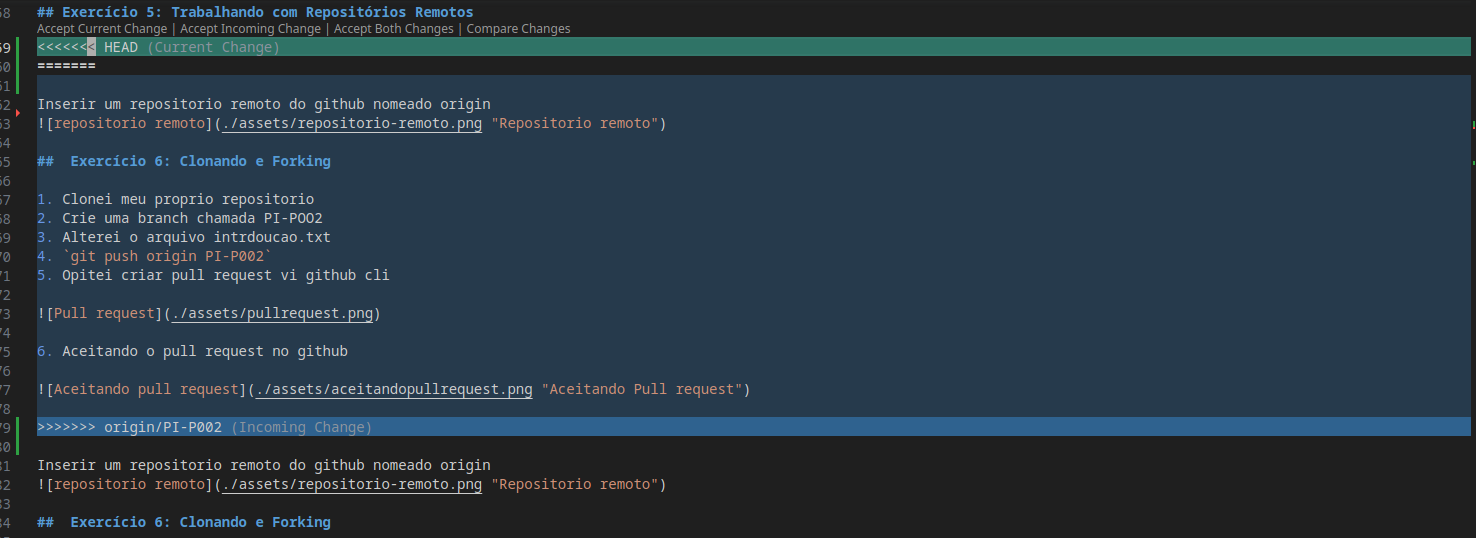 58 ## Exercício 5: Trabalhando com Repositórios Remotos
Accept Current Change | Accept Incoming Change | Accept Both Changes | Compare Changes
59 <<<<<<< HEAD (Current Change)
60 =======
61
62 Inserir um repositorio remoto do github nomeado origin
63 ![repositorio remoto](./assets/repositorio-remoto.png "Repositorio remoto")
64
65 ##  Exercício 6: Clonando e Forking
66
67 1. Clonei meu proprio repositorio
68 2. Crie uma branch chamada PI-POO2
69 3. Alterei o arquivo intrdoucao.txt
70 4. `git push origin PI-P002`
71 5. Opitei criar pull request vi github cli
72
73 ![Pull request](./assets/pullrequest.png)
74
75 6. Aceitando o pull request no github
76
77 ![Aceitando pull request](./assets/aceitandopullrequest.png "Aceitando Pull request")
78
79 >>>>>>> origin/PI-P002 (Incoming Change)
80
81 Inserir um repositorio remoto do github nomeado origin
82 ![repositorio remoto](./assets/repositorio-remoto.png "Repositorio remoto")
83
84 ##  Exercício 6: Clonando e Forking